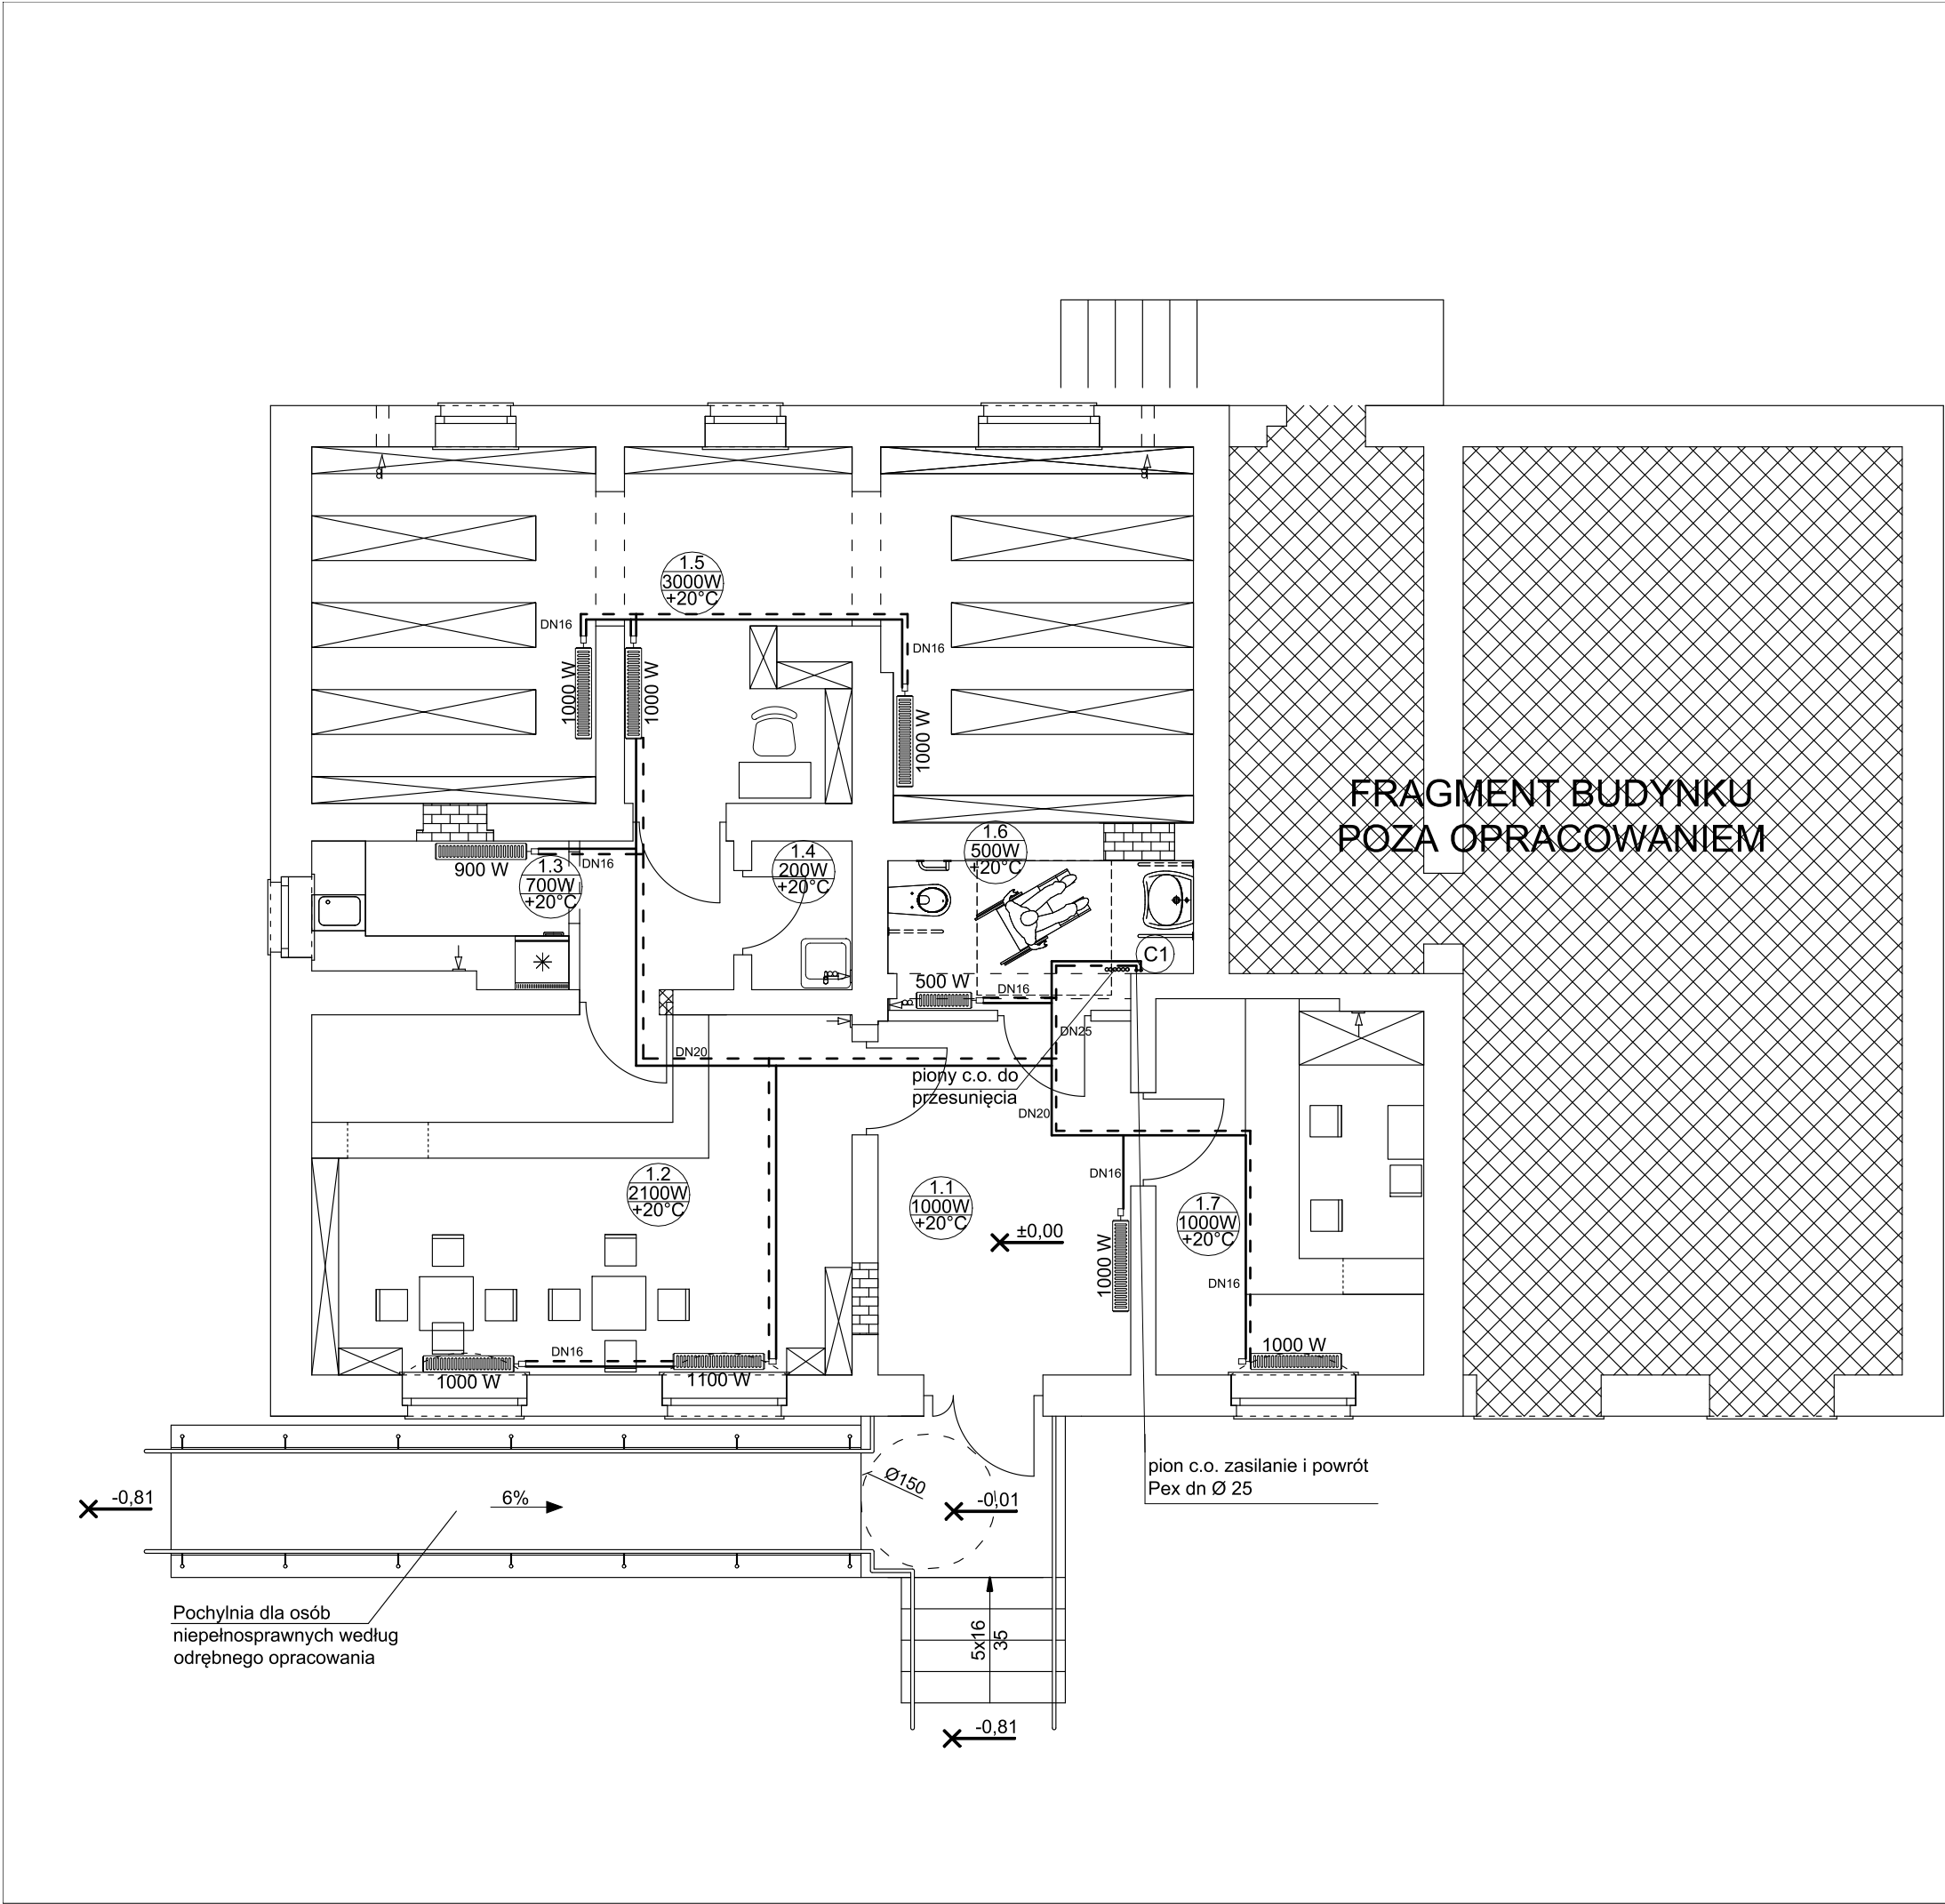 1.5
3000W
+20°C
DN16
DN16
1000 W
1000 W
1000 W
FRAGMENT BUDYNKU
POZA OPRACOWANIEM
1.6
500W
+20°C
1.4
200W
+20°C
900 W
DN16
1.3
700W
+20°C
C1
500 W
DN16
DN25
DN20
piony c.o. do
przesunięcia
DN20
DN16
1.2
2100W
+20°C
1.1
1000W
+20°C
1.7
1000W
+20°C
±0,00
1000 W
DN16
DN16
1000 W
1000 W
1100 W
pion c.o. zasilanie i powrót
Pex dn Ø 25
Ø150
-0,81
6%
-0,01
Pochylnia dla osób
niepełnosprawnych według
odrębnego opracowania
5x16
35
-0,81